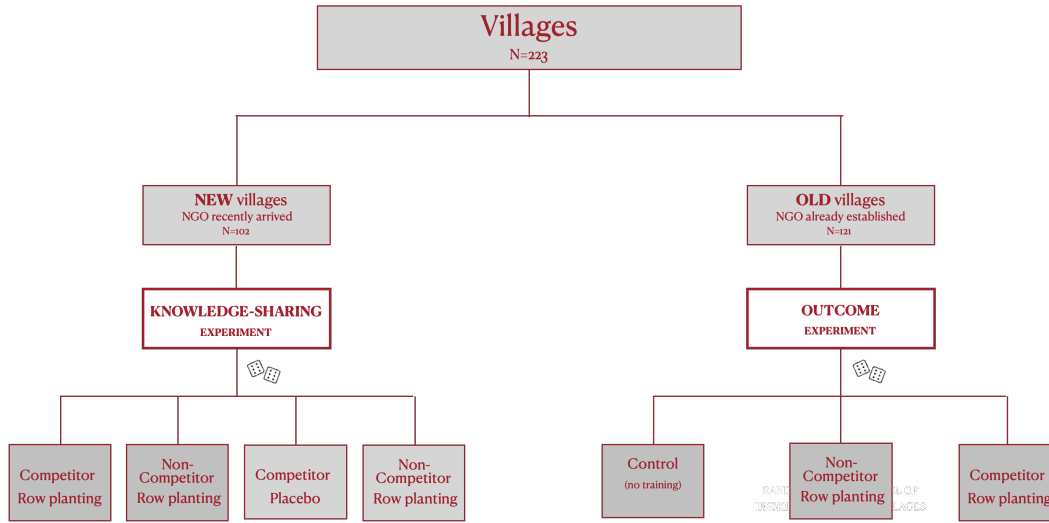 Villages
N=223
NEW villages
NGO recently arrived
N=102
OLD villages
NGO already established
N=121
KNOWLEDGE-SHARING
EXPERIMENT
OUTCOME
EXPERIMENT
Competitor
Row planting
Non-
Competitor
Row planting
Competitor
Placebo
Non-
Competitor
Row planting
Control
(no training)
Non-
Competitor
Row planting
Competitor
Row planting
OF